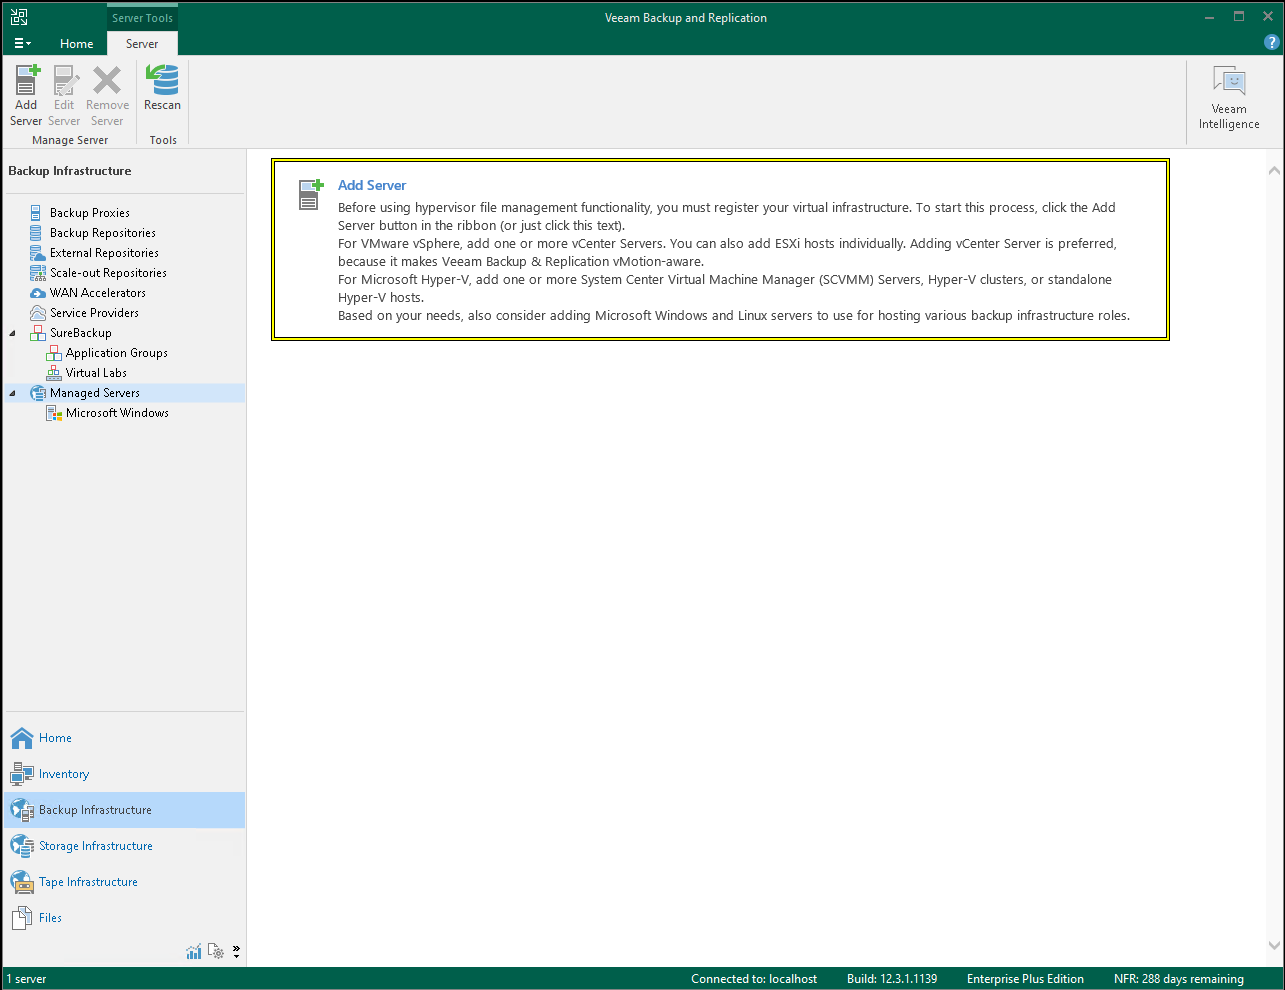 Server Tools
Veeam Backup and Replication
Home
Server
?
Add Server
Edit Server
Remove Server
Manage Server
Rescan
Tools
Veeam Intelligence
Backup Infrastructure
Backup Proxies
Backup Repositories
External Repositories
Scale-out Repositories
WAN Accelerators
Service Providers
SureBackup
Application Groups
Virtual Labs
Managed Servers
Microsoft Windows
Add Server
Before using hypervisor file management functionality, you must register your virtual infrastructure. To start this process, click the Add
Server button in the ribbon (or just click this text).
For VMware vSphere, add one or more vCenter Servers. You can also add ESXi hosts individually. Adding vCenter Server is preferred,
because it makes Veeam Backup & Replication vMotion-aware.
For Microsoft Hyper-V, add one or more System Center Virtual Machine Manager (SCVMM) Servers, Hyper-V clusters, or standalone
Hyper-V hosts.
Based on your needs, also consider adding Microsoft Windows and Linux servers to use for hosting various backup infrastructure roles.
Home
Inventory
Backup Infrastructure
Storage Infrastructure
Tape Infrastructure
Files
1 server
Connected to: localhost
Build: 12.3.1.1139
Enterprise Plus Edition
NFR: 288 days remaining